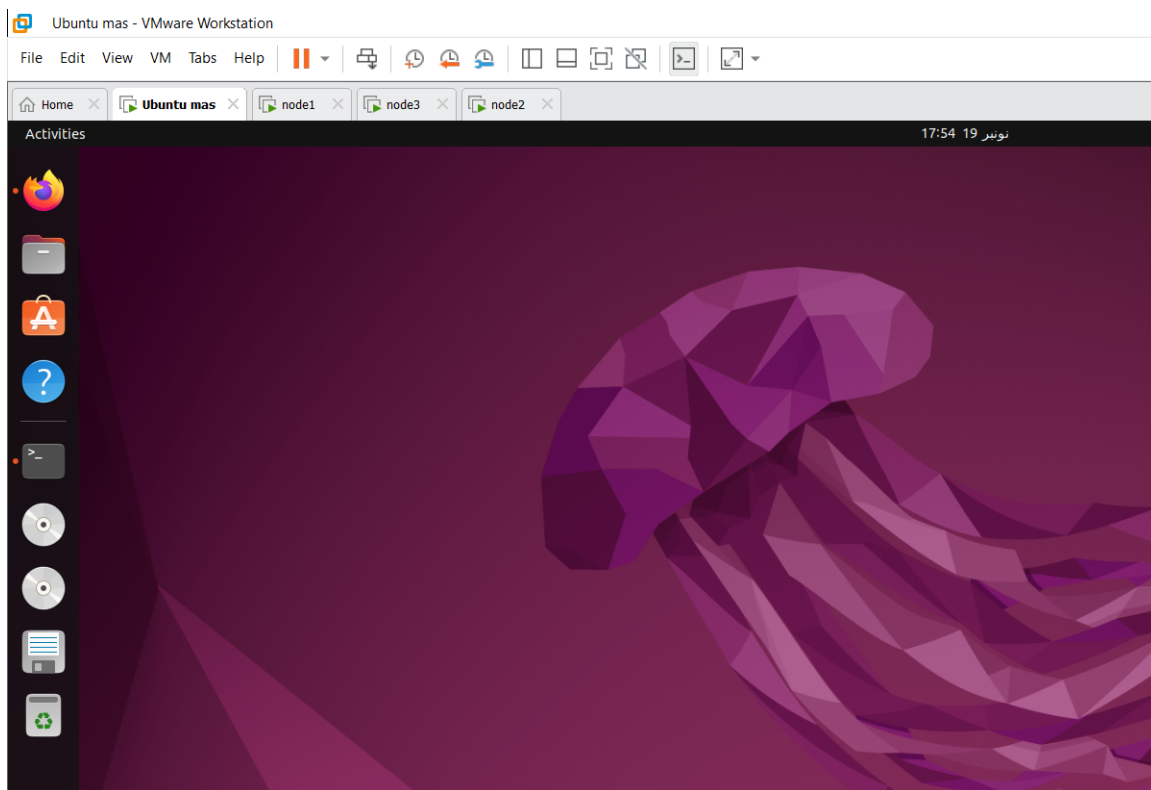 Ubuntu mas - VMware Workstation
File Edit View VM Tabs Help
Home Ubuntu mas node1 node3 node2
Activities 17:54 19 نونبر